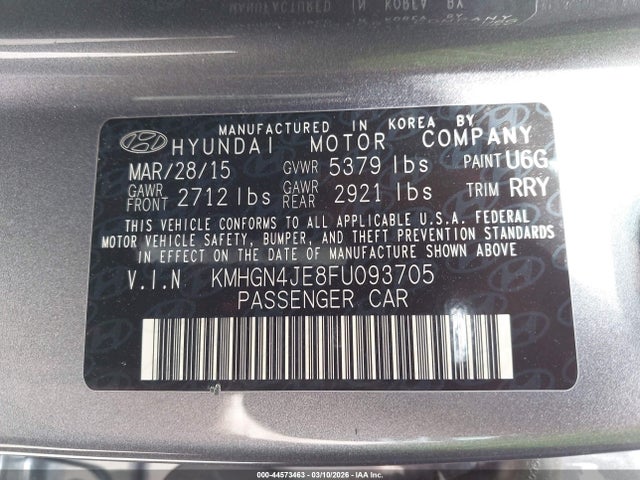 MANUFACTURED IN KOREA BY
HYUNDAI MOTOR COMPANY
MAR/28/15 GVWR 5379 lbs PAINT U6G
GAWR FRONT 2712 lbs GAWR REAR 2921 lbs TRIM RRY
THIS VEHICLE CONFORMS TO ALL APPLICABLE U.S.A. FEDERAL
MOTOR VEHICLE SAFETY, BUMPER, AND THEFT PREVENTION STANDARDS
IN EFFECT ON THE DATE OF MANUFACTURE SHOWN ABOVE
V.I.N KMHGN4JE8FU093705
PASSENGER CAR
000-44573463 - 03/10/2026 - COPART